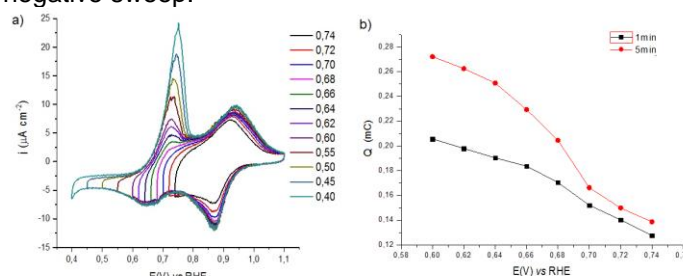 negative sweep.
a)
b)
25
20
15
10
5
0
-5
-10
-15
i (µA cm⁻²)
0,4 0,5 0,6 0,7 0,8 0,9 1,0 1,1
E(V) vs RHE
0,74
0,72
0,70
0,68
0,66
0,64
0,62
0,60
0,55
0,50
0,45
0,40
1min
5min
0,28
0,26
0,24
0,22
0,20
0,18
0,16
0,14
0,12
Q (mC)
0,58 0,60 0,62 0,64 0,66 0,68 0,70 0,72 0,74
E(V) vs RHE